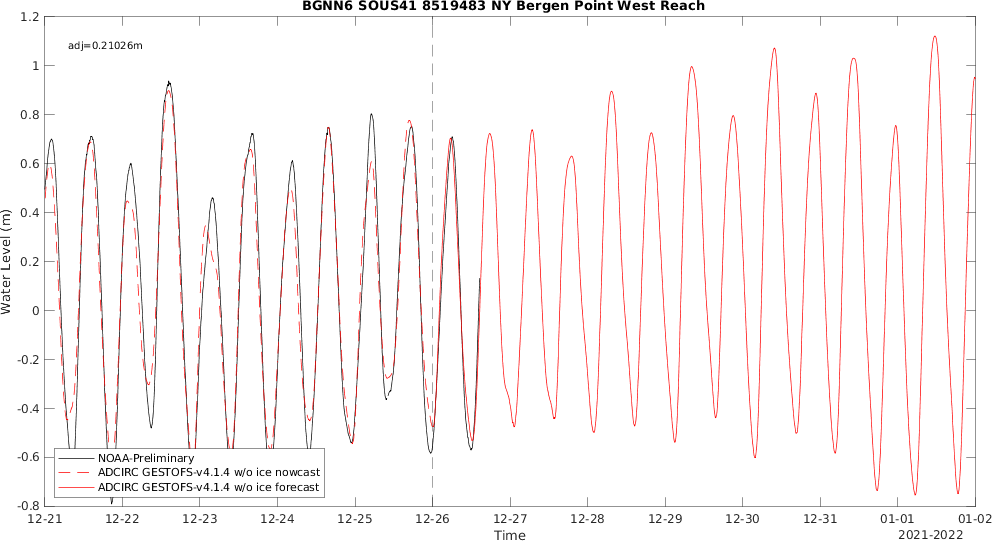 BGNN6 SOUS41 8519483 NY Bergen Point West Reach
adj=0.21026m
1.2
1
0.8
0.6
0.4
0.2
0
-0.2
-0.4
-0.6
-0.8
Water Level (m)
NOAA-Preliminary
ADCIRC GESTOFS-v4.1.4 w/o ice nowcast
ADCIRC GESTOFS-v4.1.4 w/o ice forecast
12-21 12-22 12-23 12-24 12-25 12-26 12-27 12-28 12-29 12-30 12-31 01-01 01-02
Time
2021-2022